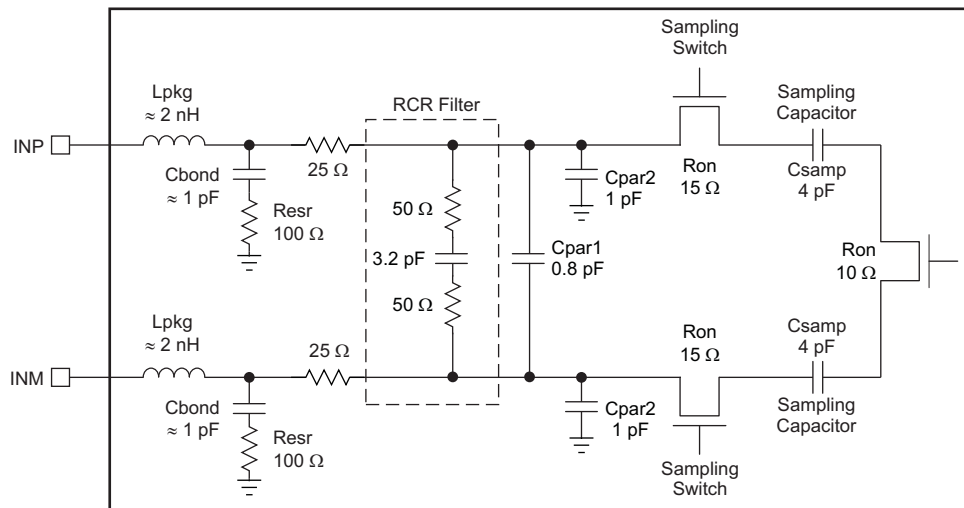 Sampling
Switch
Lpkg
≈ 2 nH
RCR Filter
Sampling
Capacitor
INP
25 Ω
Cbond
≈ 1 pF
Resr
100 Ω
50 Ω
3.2 pF
50 Ω
Cpar1
0.8 pF
Cpar2
1 pF
Ron
15 Ω
Csamp
4 pF
Ron
10 Ω
Lpkg
≈ 2 nH
25 Ω
Ron
15 Ω
Csamp
4 pF
INM
Cbond
≈ 1 pF
Resr
100 Ω
Cpar2
1 pF
Sampling
Capacitor
Sampling
Switch